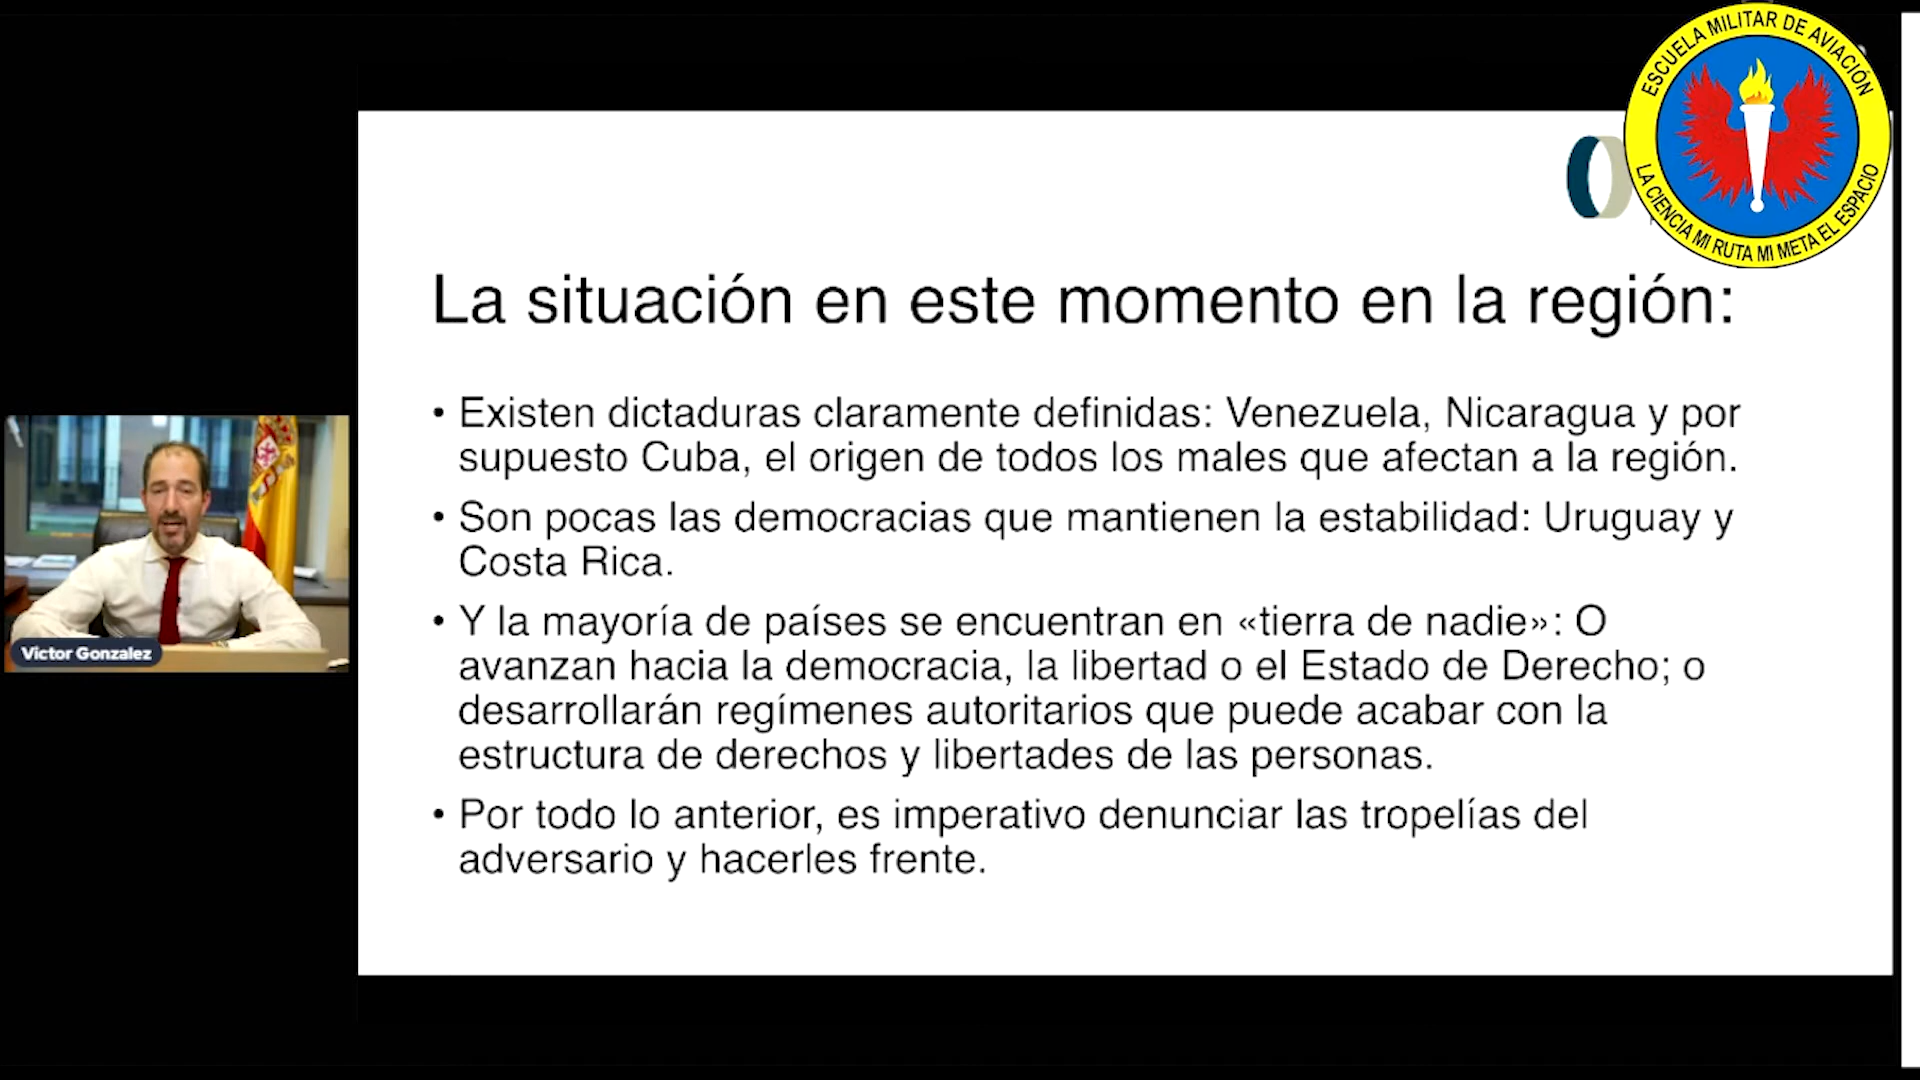 ESCUELA MILITAR DE AVIACIÓN
LA CIENCIA MI RUTA MI META EL ESPACIO
La situación en este momento en la región:
• Existen dictaduras claramente definidas: Venezuela, Nicaragua y por
supuesto Cuba, el origen de todos los males que afectan a la región.
• Son pocas las democracias que mantienen la estabilidad: Uruguay y
Costa Rica.
• Y la mayoría de países se encuentran en «tierra de nadie»: O
avanzan hacia la democracia, la libertad o el Estado de Derecho; o
desarrollarán regímenes autoritarios que puede acabar con la
estructura de derechos y libertades de las personas.
• Por todo lo anterior, es imperativo denunciar las tropelías del
adversario y hacerles frente.
Victor Gonzalez